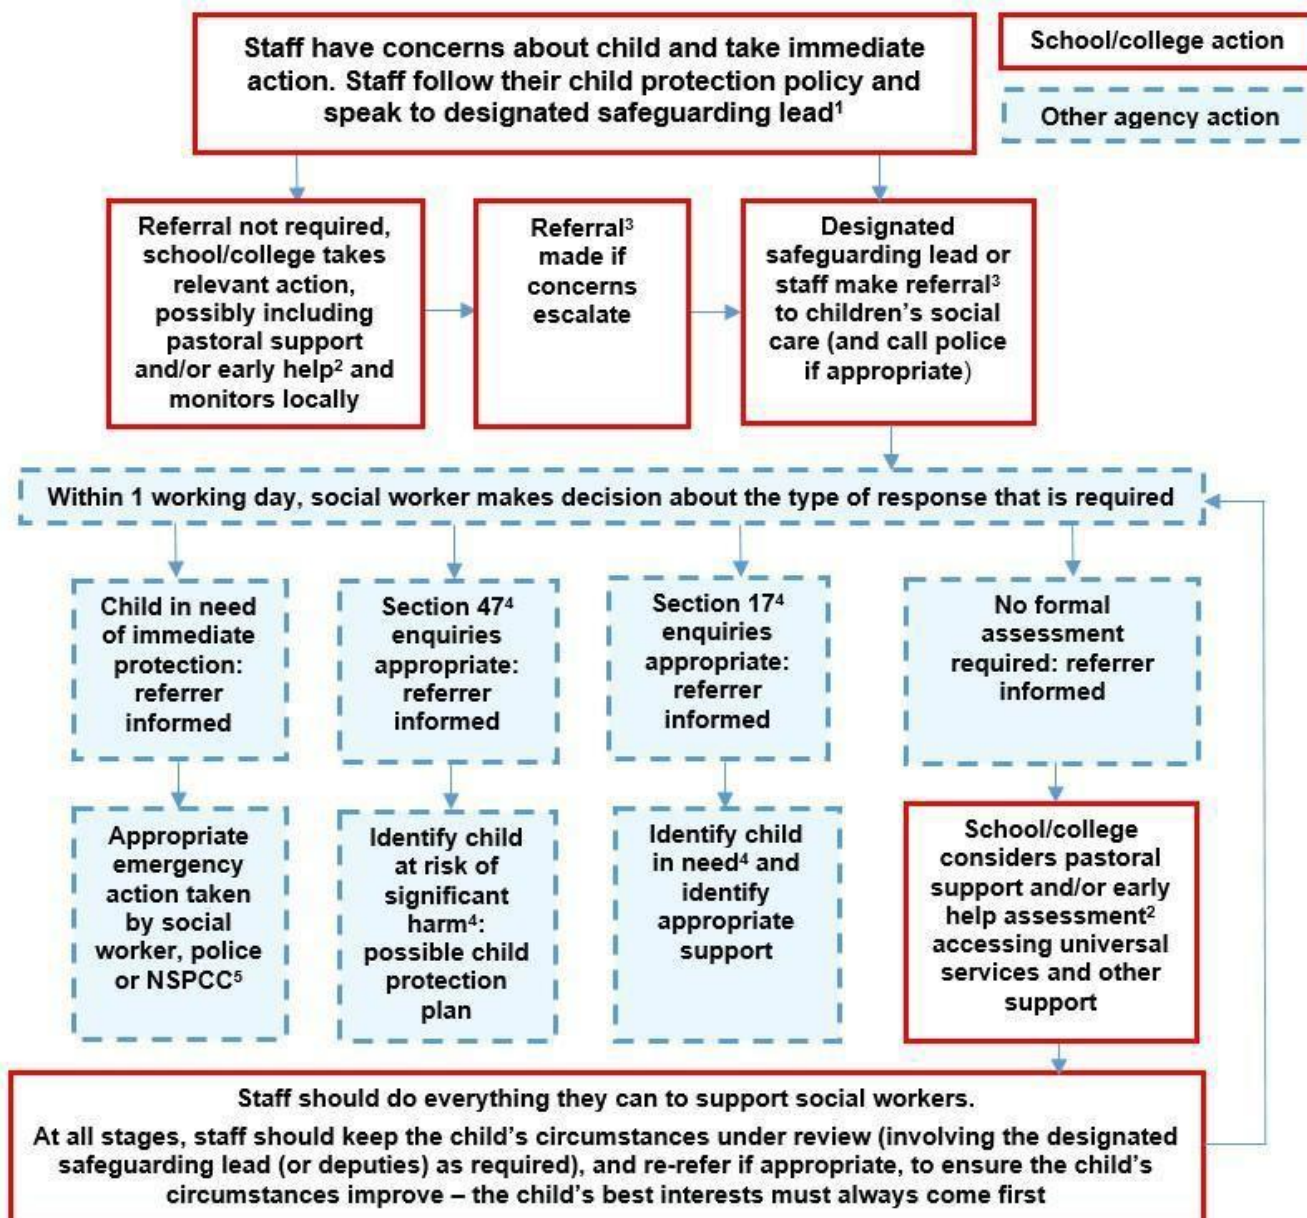 Staff have concerns about child and take immediate
action. Staff follow their child protection policy and
speak to designated safeguarding lead¹
School/college action
Other agency action
Referral not required,
school/college takes
relevant action,
possibly including
pastoral support
and/or early help² and
monitors locally
Referral³
made if
concerns
escalate
Designated
safeguarding lead or
staff make referral³
to children’s social
care (and call police
if appropriate)
Within 1 working day, social worker makes decision about the type of response that is required
Child in need
of immediate
protection:
referrer
informed
Section 47⁴
enquiries
appropriate:
referrer
informed
Section 17⁴
enquiries
appropriate:
referrer
informed
No formal
assessment
required: referrer
informed
Appropriate
emergency
action taken
by social
worker, police
or NSPCC⁵
Identify child
at risk of
significant
harm⁴:
possible child
protection
plan
Identify child
in need⁴ and
identify
appropriate
support
School/college
considers pastoral
support and/or early
help assessment²
accessing universal
services and other
support
Staff should do everything they can to support social workers.
At all stages, staff should keep the child’s circumstances under review (involving the designated
safeguarding lead (or deputies) as required), and re-refer if appropriate, to ensure the child’s
circumstances improve – the child’s best interests must always come first